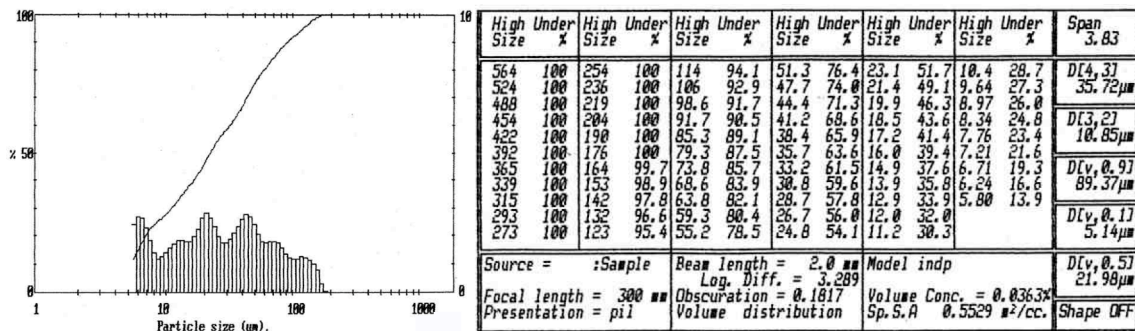 100
10
% 50
0
0
1
10
100
1000
Particle size (um).
High Under High Under High Under High Under High Under High Under Span
Size % Size % Size % Size % Size % Size % 3.83
564 100 254 100 114 94.1 51.3 76.4 23.1 51.7 10.4 28.7 D[4,3]
524 100 236 100 106 92.9 47.7 74.0 21.4 49.1 9.64 27.3 35.72µm
488 100 219 100 98.6 91.7 44.4 71.3 19.9 46.3 8.97 26.0
454 100 204 100 91.7 90.5 41.2 68.6 18.5 43.6 8.34 24.8 D[3,2]
422 100 190 100 85.3 89.1 38.4 65.9 17.2 41.4 7.76 23.4 10.85µm
392 100 176 100 79.3 87.5 35.7 63.6 16.0 39.4 7.21 21.6
365 100 164 99.7 73.8 85.7 33.2 61.5 14.9 37.6 6.71 19.3 D[v,0.9]
339 100 153 98.9 68.6 83.9 30.8 59.6 13.9 35.8 6.24 16.6 89.37µm
315 100 142 97.8 63.8 82.1 28.7 57.8 12.9 33.9 5.80 13.9
293 100 132 96.6 59.3 80.4 26.7 56.0 12.0 32.0 D[v,0.1]
273 100 123 95.4 55.2 78.5 24.8 54.1 11.2 30.3 5.14µm
Source = :Sample Beam length = 2.0 mm Model indp D[v,0.5]
Log. Diff. = 3.289 21.98µm
Focal length = 300 mm Obscuration = 0.1817 Volume Conc. = 0.0363%
Presentation = pil Volume distribution Sp.S.A 0.5529 m²/cc. Shape OFF